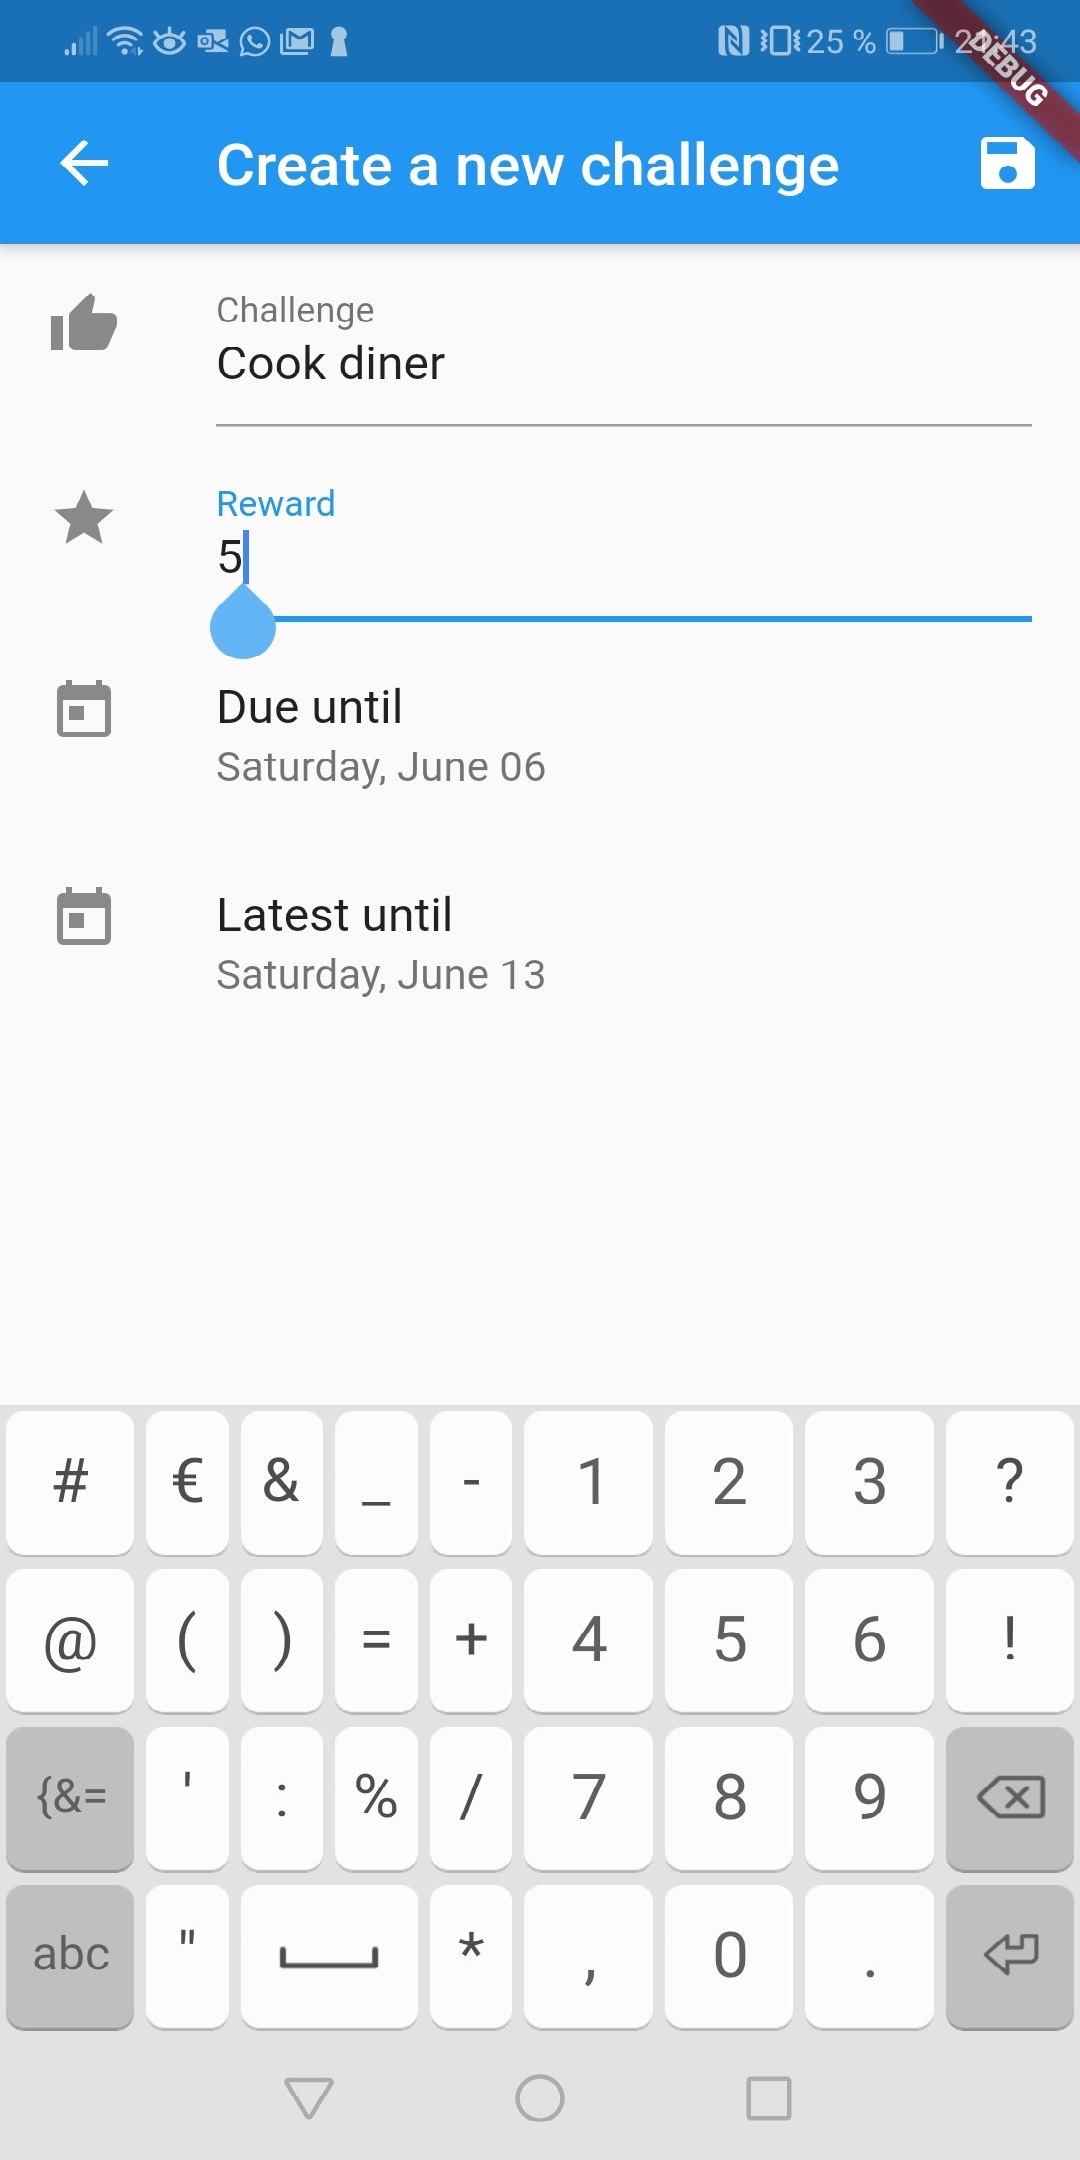 25 % 21:43
DEBUG
Create a new challenge
Challenge
Cook diner
Reward
5
Due until
Saturday, June 06
Latest until
Saturday, June 13
# € & _ - 1 2 3 ?
@ ( ) = + 4 5 6 !
{&= ' : % / 7 8 9
abc " * , 0 .